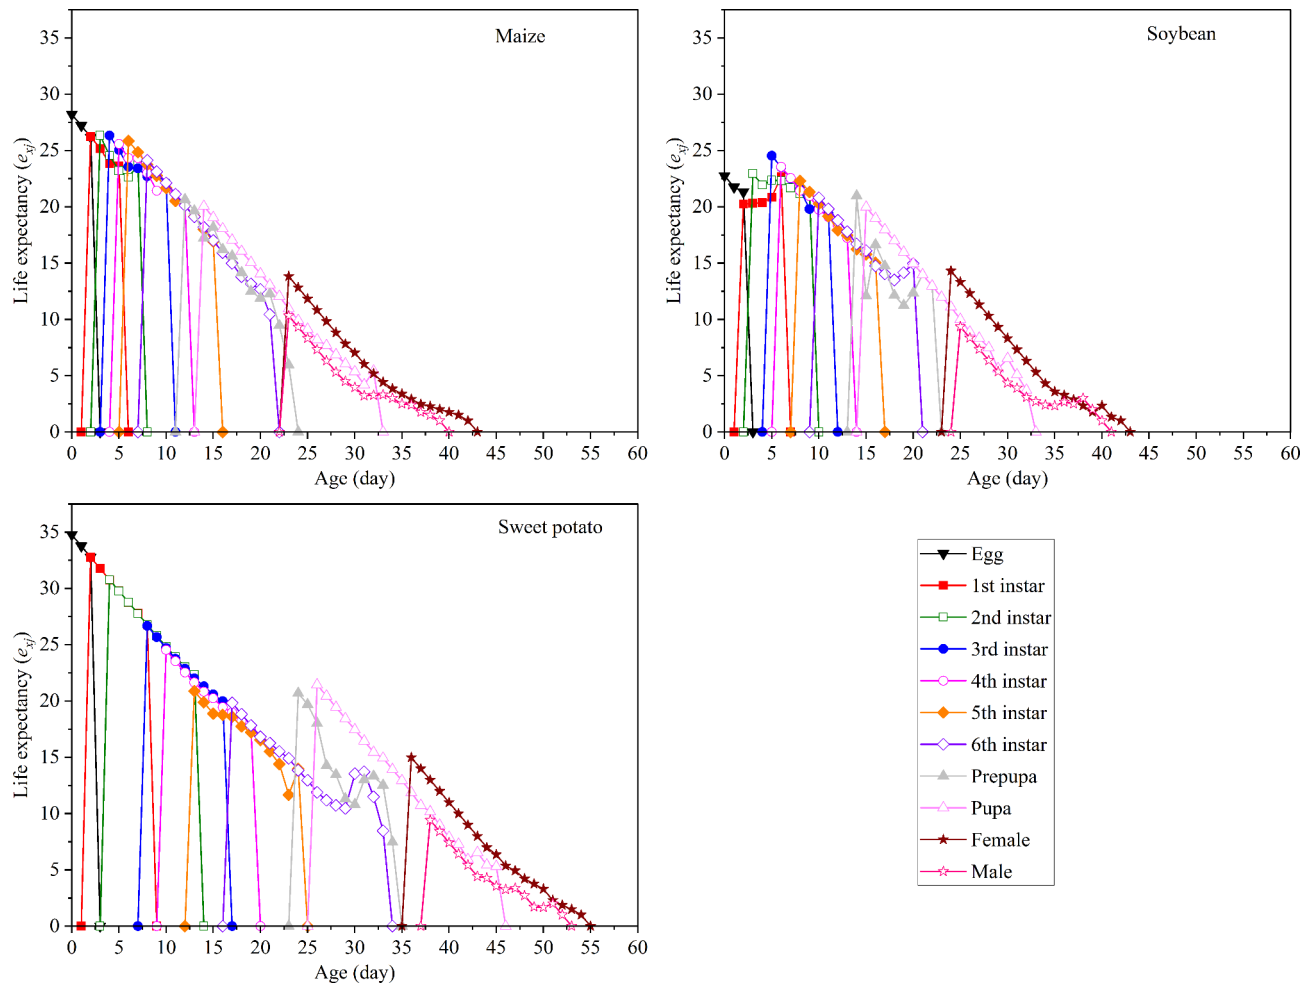 Maize
Life expectancy (exj)
35
30
25
20
15
10
5
0
0 5 10 15 20 25 30 35 40 45 50 55 60
Age (day)
Soybean
Life expectancy (exj)
35
30
25
20
15
10
5
0
0 5 10 15 20 25 30 35 40 45 50 55 60
Age (day)
Sweet potato
Life expectancy (exj)
35
30
25
20
15
10
5
0
0 5 10 15 20 25 30 35 40 45 50 55 60
Age (day)
Egg
1st instar
2nd instar
3rd instar
4th instar
5th instar
6th instar
Prepupa
Pupa
Female
Male